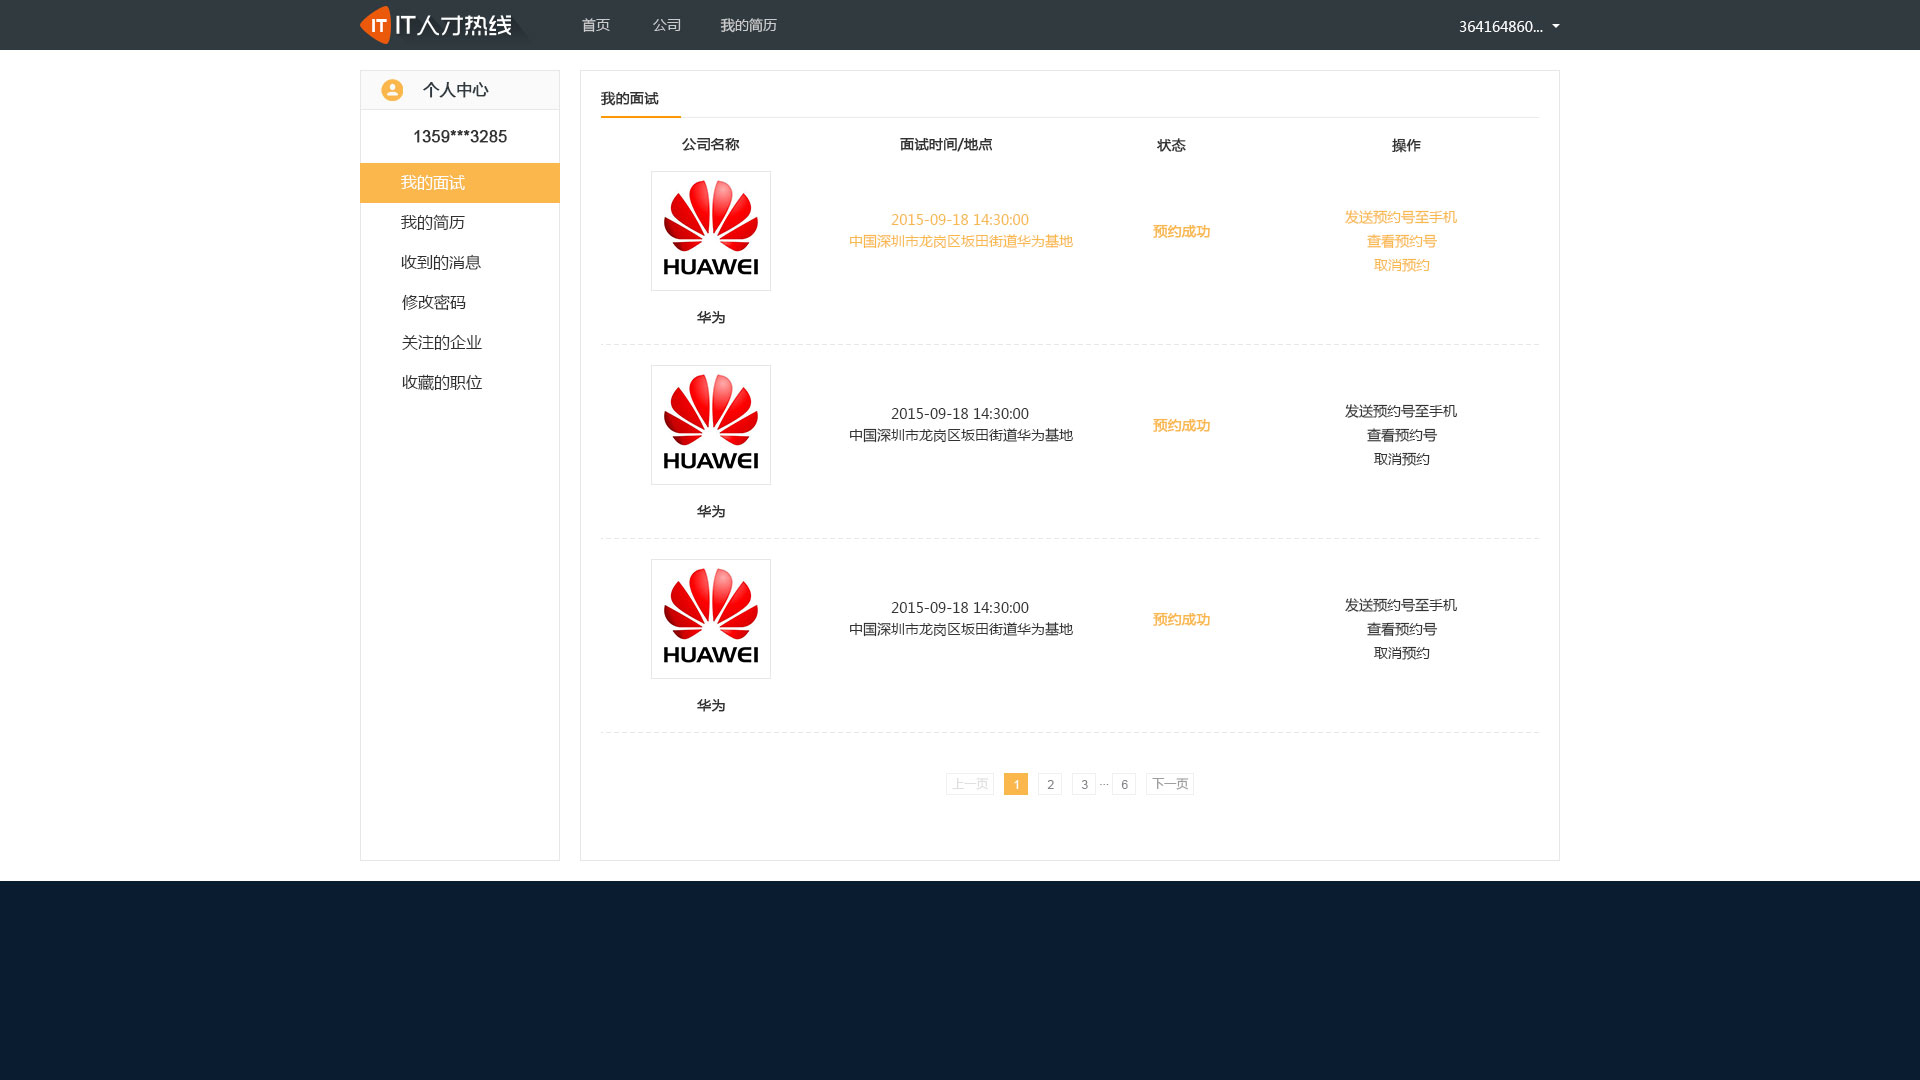 IT IT人才热线 首页 公司 我的简历 364164860...
个人中心
1359***3285
我的面试
我的简历
收到的消息
修改密码
关注的企业
收藏的职位
我的面试
公司名称 面试时间/地点 状态 操作
HUAWEI
华为
2015-09-18 14:30:00
中国深圳市龙岗区坂田街道华为基地
预约成功
发送预约号至手机
查看预约号
取消预约
HUAWEI
华为
2015-09-18 14:30:00
中国深圳市龙岗区坂田街道华为基地
预约成功
发送预约号至手机
查看预约号
取消预约
HUAWEI
华为
2015-09-18 14:30:00
中国深圳市龙岗区坂田街道华为基地
预约成功
发送预约号至手机
查看预约号
取消预约
上一页 1 2 3 ... 6 下一页